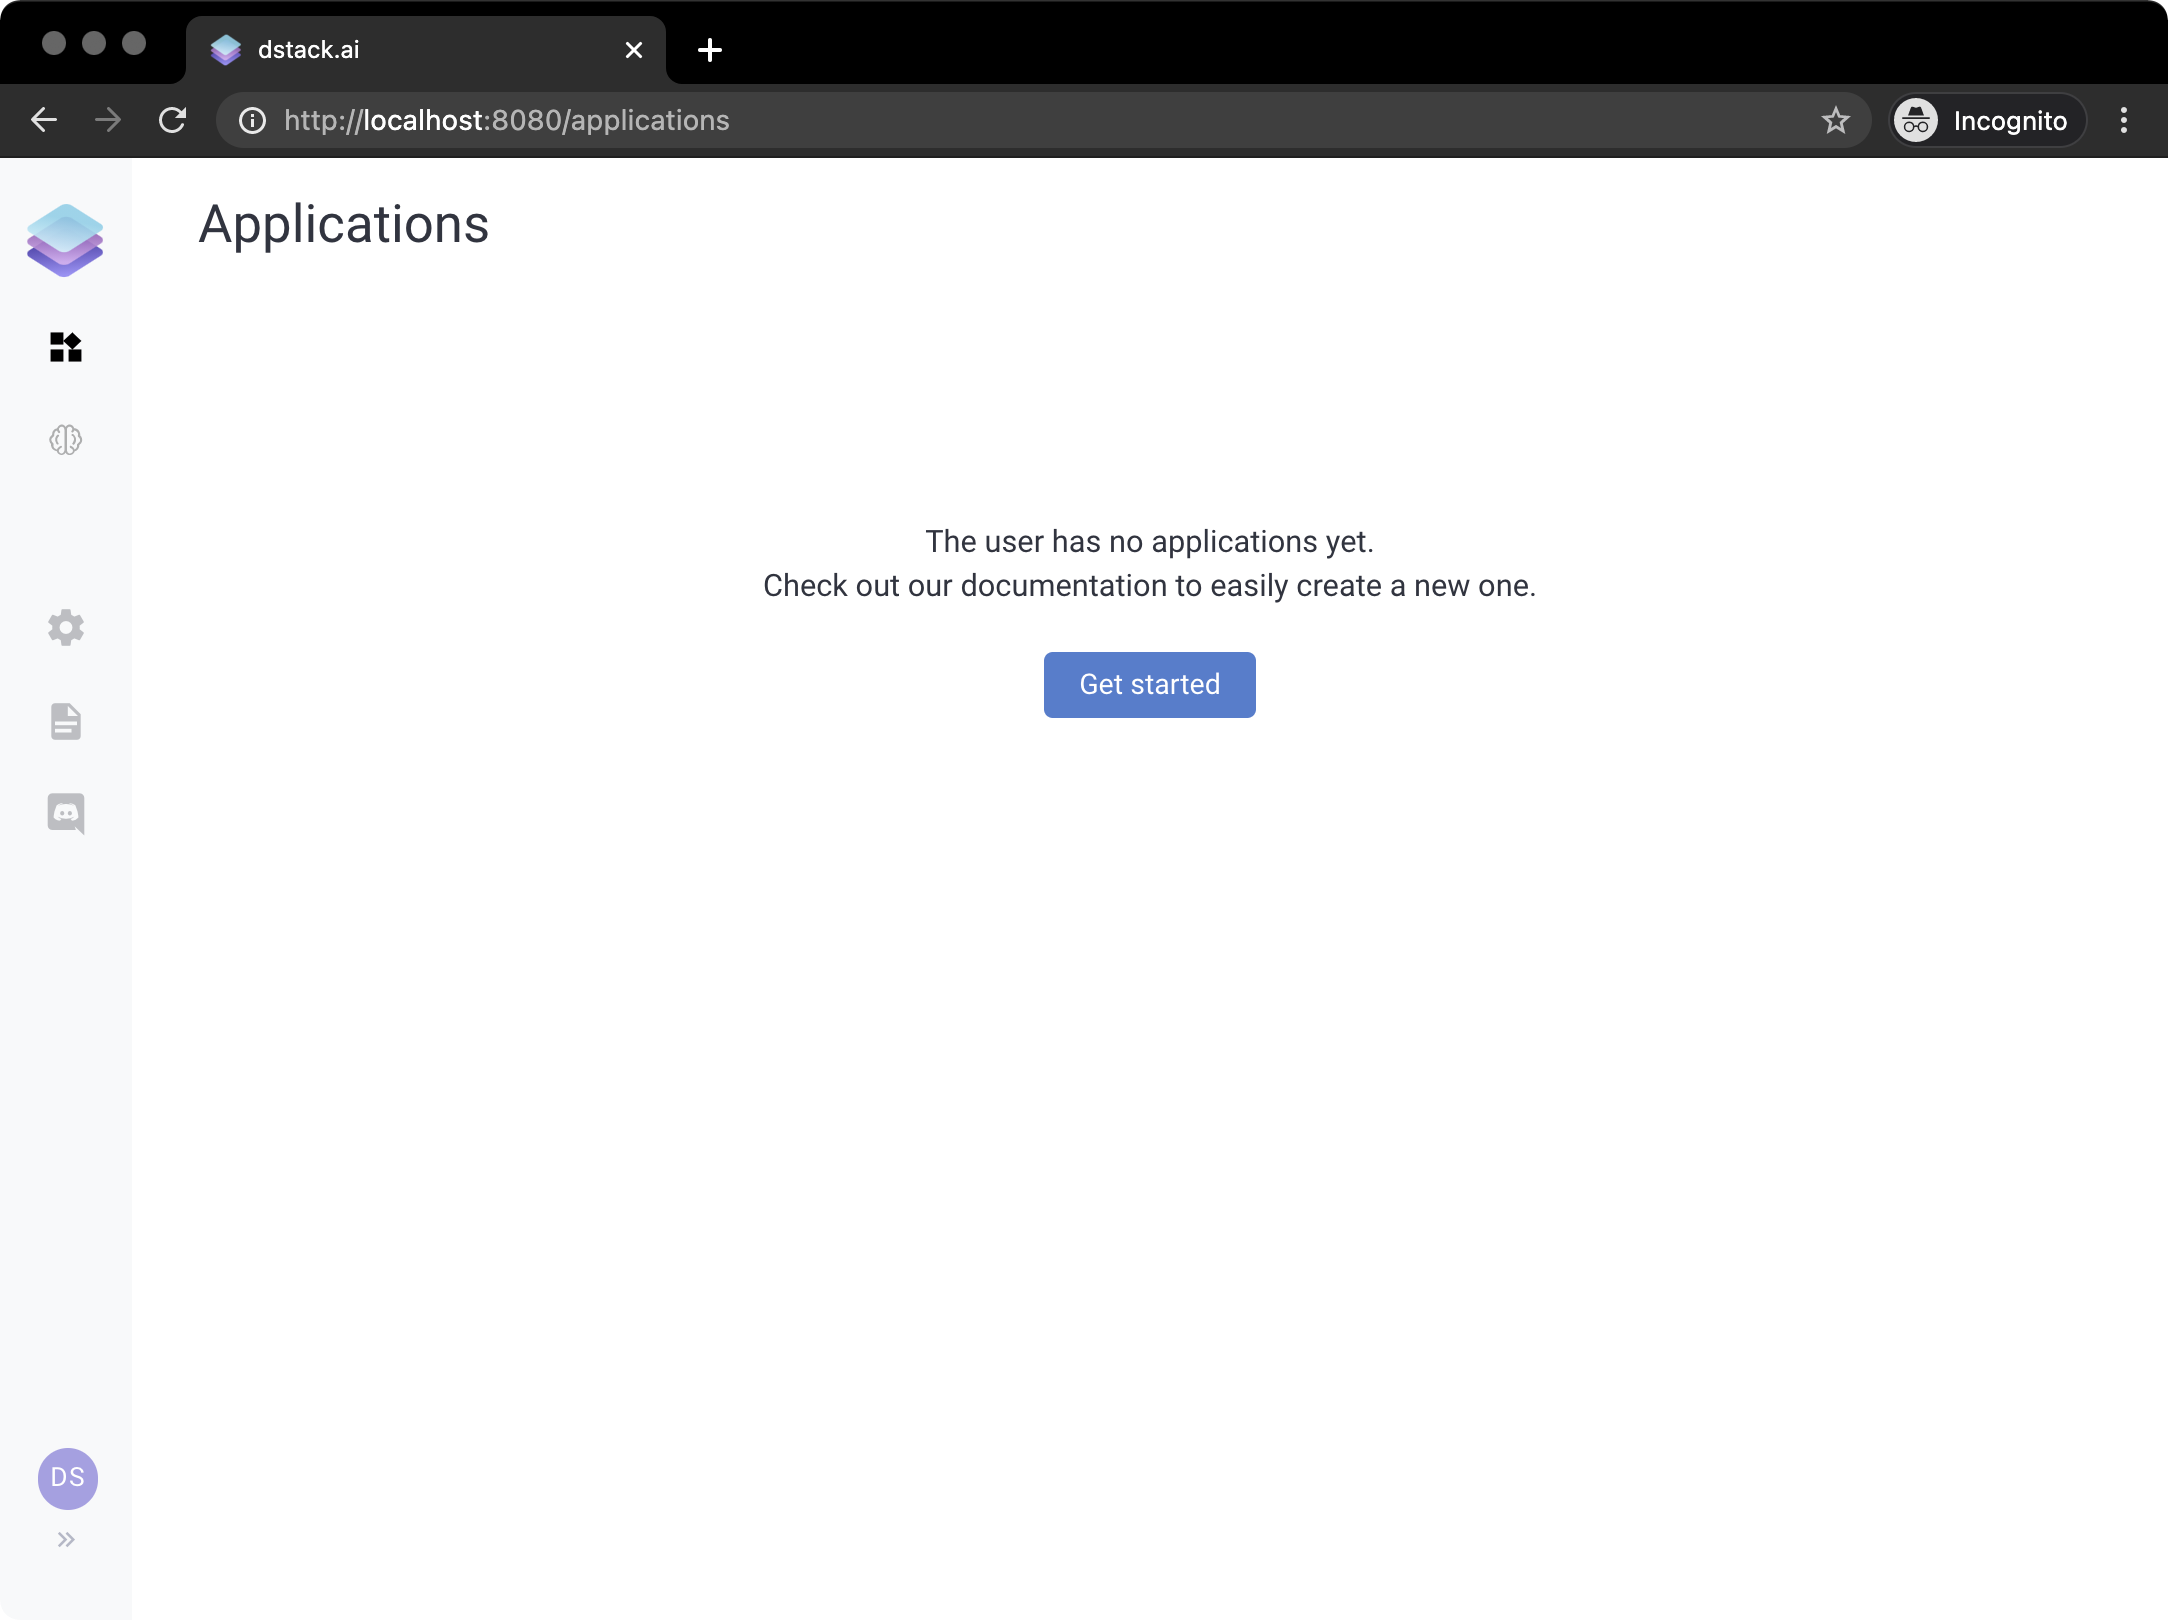 dstack.ai
http://localhost:8080/applications
Incognito
Applications
The user has no applications yet.
Check out our documentation to easily create a new one.
Get started
DS